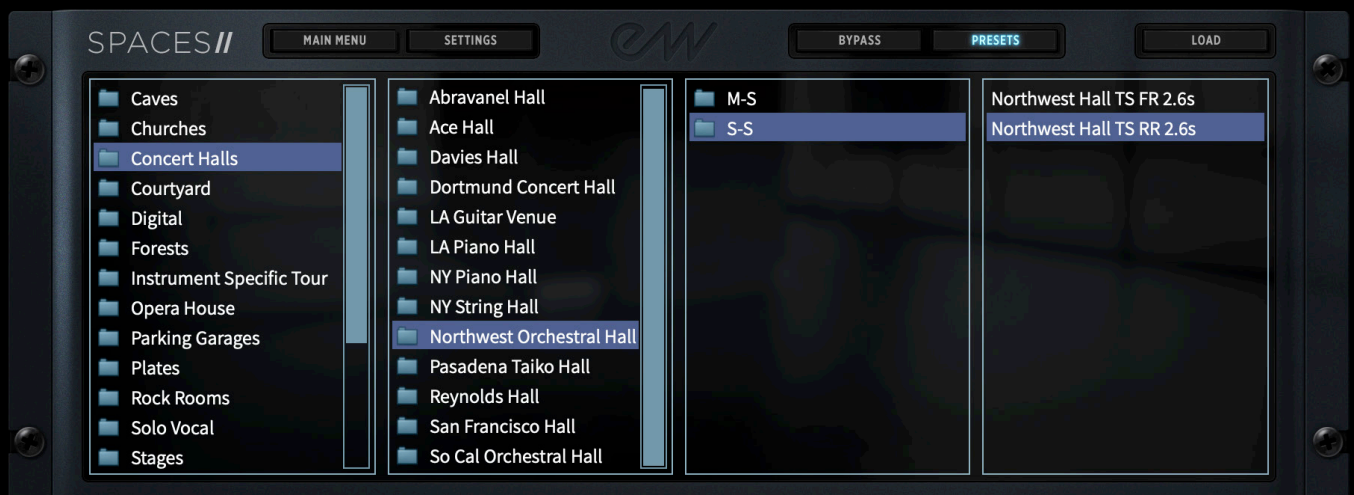 SPACES II
MAIN MENU
SETTINGS
EW
BYPASS
PRESETS
LOAD
Caves
Churches
Concert Halls
Courtyard
Digital
Forests
Instrument Specific Tour
Opera House
Parking Garages
Plates
Rock Rooms
Solo Vocal
Stages
Abravanel Hall
Ace Hall
Davies Hall
Dortmund Concert Hall
LA Guitar Venue
LA Piano Hall
NY Piano Hall
NY String Hall
Northwest Orchestral Hall
Pasadena Taiko Hall
Reynolds Hall
San Francisco Hall
So Cal Orchestral Hall
M-S
S-S
Northwest Hall TS FR 2.6s
Northwest Hall TS RR 2.6s